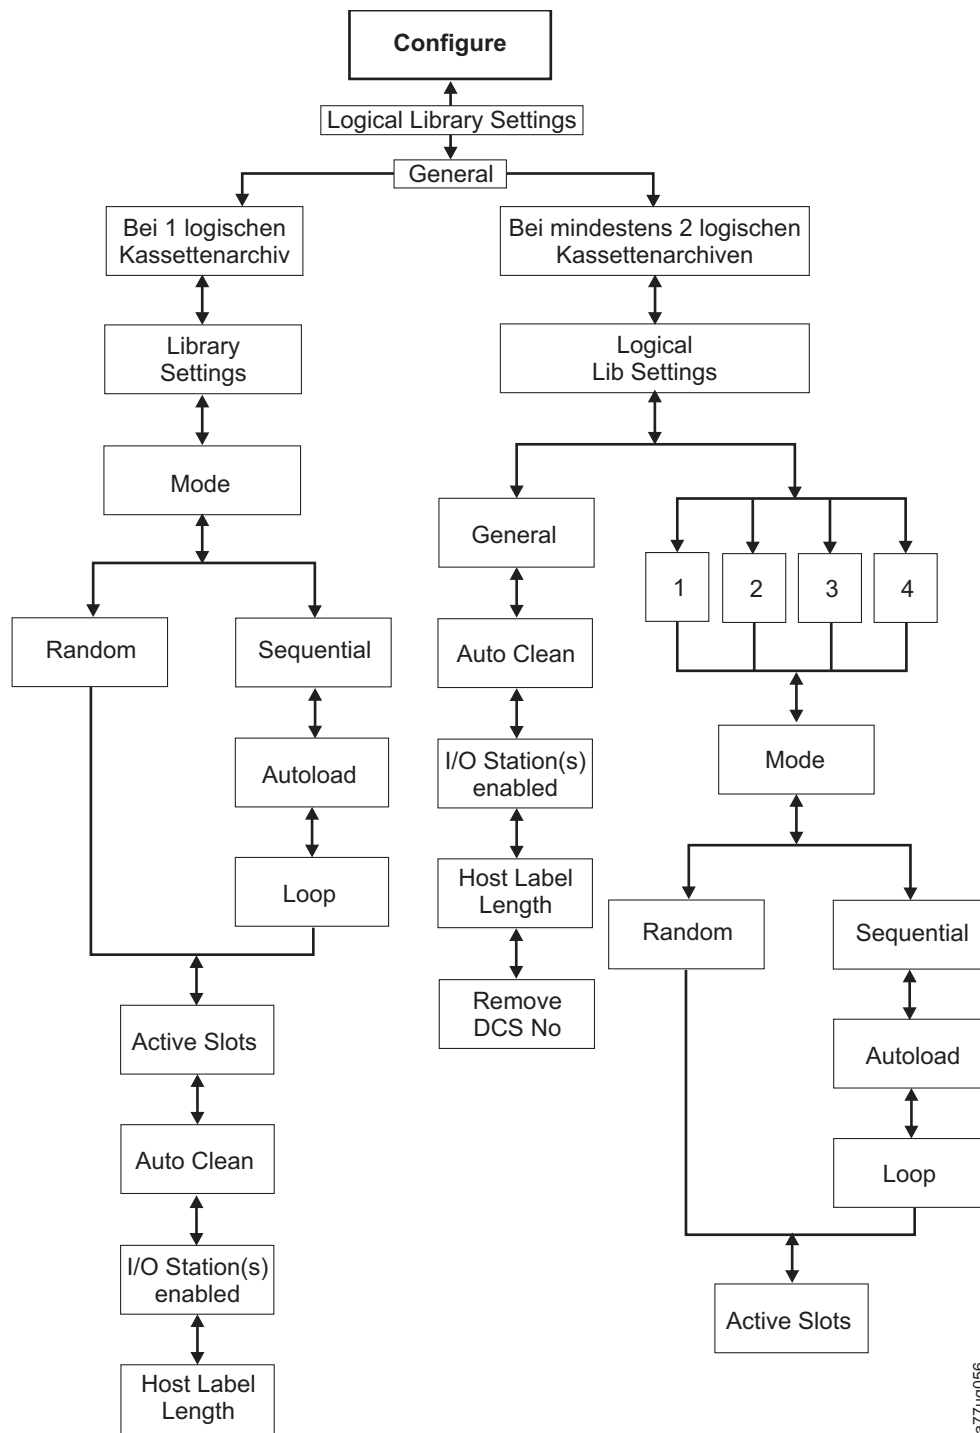 Configure
Logical Library Settings
General
Bei 1 logischen
Kassettenarchiv
Bei mindestens 2 logischen
Kassettenarchiven
Library
Settings
Logical
Lib Settings
Mode
General
1
2
3
4
Random
Sequential
Auto Clean
Autoload
I/O Station(s)
enabled
Mode
Loop
Host Label
Length
Random
Sequential
Active Slots
Remove
DCS No
Autoload
Auto Clean
Loop
I/O Station(s)
enabled
Active Slots
Host Label
Length
a77ug056